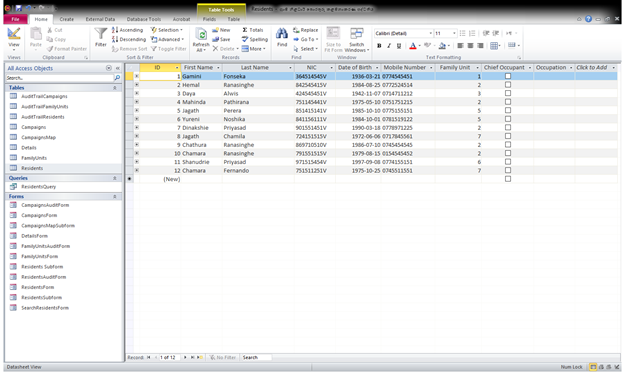 Table Tools
Residents
File Home Create External Data Database Tools Acrobat Fields Table
View
Views
Paste
Cut
Copy
Format Painter
Clipboard
Filter
Ascending
Descending
Remove Sort
Selection
Advanced
Toggle Filter
Sort & Filter
Refresh All
New
Save
Delete
Totals
Spelling
More
Records
Find
Replace
Go To
Select
Find
Size to Fit Form
Switch Windows
Window
Calibri (Detail) 11
B I U A
Text Formatting
All Access Objects
Search...
Tables
AuditTrailCampaigns
AuditTrailFamilyUnits
AuditTrailResidents
Campaigns
CampaignsMap
Details
FamilyUnits
Residents
Queries
ResidentsQuery
Forms
CampaignsAuditForm
CampaignsForm
CampaignsMapSubForm
DetailsForm
FamilyUnitsAuditForm
FamilyUnitsForm
Residents SubForm
ResidentsAuditForm
ResidentsForm
ResidentsSubForm
SearchResidentsForm
ID First Name Last Name NIC Date of Birth Mobile Number Family Unit Chief Occupant Occupation Click to Add
1 Gamini Fonseka 364514545V 1936-03-21 0774545451 1
2 Hemal Ranasinghe 842545415V 1984-08-25 0772524514 2
3 Daya Alwis 424545451V 1942-11-07 0714711212 3
4 Mahinda Pathirana 751145441V 1975-05-10 0751751215 2
5 Jagath Perera 851415141V 1985-10-10 0775151155 5
6 Yureni Noshika 841156111V 1984-10-01 0781519122 5
7 Dinakshie Priyasad 901551451V 1990-03-18 0778971225 2
8 Jagath Chamila 724151515V 1972-06-06 0717845561 2
9 Chathura Ranasinghe 869710510V 1986-07-10 0745454545 2
10 Chamara Ranasinghe 791551515V 1979-08-15 0154545452 2
11 Shanudrie Priyasad 971515454V 1997-09-08 0774155151 6
12 Chamara Fernando 751511251V 1975-10-25 0745511551 7
(New)
Record: 1 of 12 No Filter Search
Datasheet View Num Lock